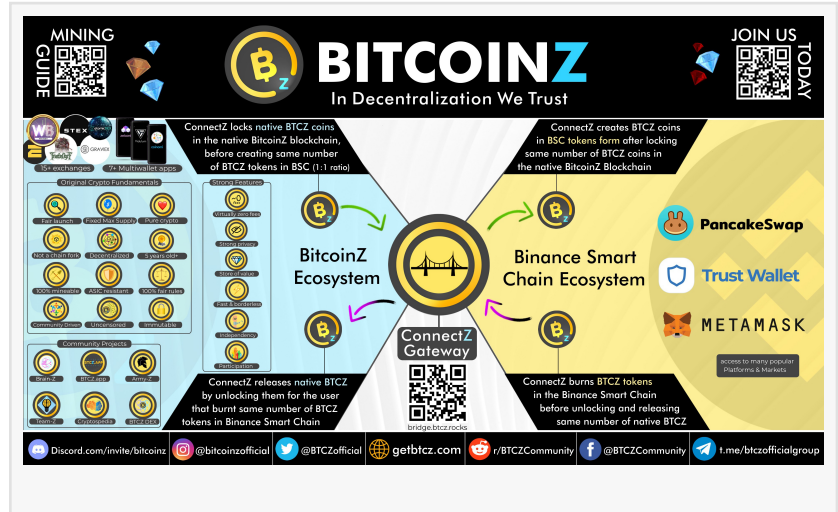 MINING
GUIDE
BITCOINZ
In Decentralization We Trust
JOIN US
TODAY
WB
STEX
GRAVEX
15+ exchanges
7+ Multiwallet apps
Original Crypto Fundamentals
Fair launch
Fixed Max Supply
Pure crypto
Not a chain fork
Decentralized
5 years old+
100% mineable
ASIC resistant
100% fair rules
Community Driven
Uncensored
Immutable
Community Projects
Brain-Z
BTCZ.app
Army-Z
Team-Z
Cryptospedia
BTCZ DEX
Strong Features
Virtually zero fees
Strong privacy
Store of value
Fast & borderless
Independency
Participation
ConnectZ locks native BTCZ coins
in the native BitcoinZ blockchain,
before creating same number
of BTCZ tokens in BSC (1:1 ratio)
BitcoinZ
Ecosystem
ConnectZ releases native BTCZ
by unlocking them for the user
that burnt same number of BTCZ
tokens in Binance Smart Chain
ConnectZ
Gateway
bridge.btcz.rocks
ConnectZ creates BTCZ coins
in BSC tokens form after locking
same number of BTCZ coins in
the native BitcoinZ Blockchain
Binance Smart
Chain Ecosystem
ConnectZ burns BTCZ tokens
in the Binance Smart Chain
before unlocking and releasing
same number of native BTCZ
PancakeSwap
Trust Wallet
METAMASK
access to many popular
Platforms & Markets
Discord.com/invite/bitcoinz
@bitcoinzofficial
@BTCZofficial
getbtcz.com
r/BTCZCommunity
@BTCZCommunity
t.me/btczofficialgroup